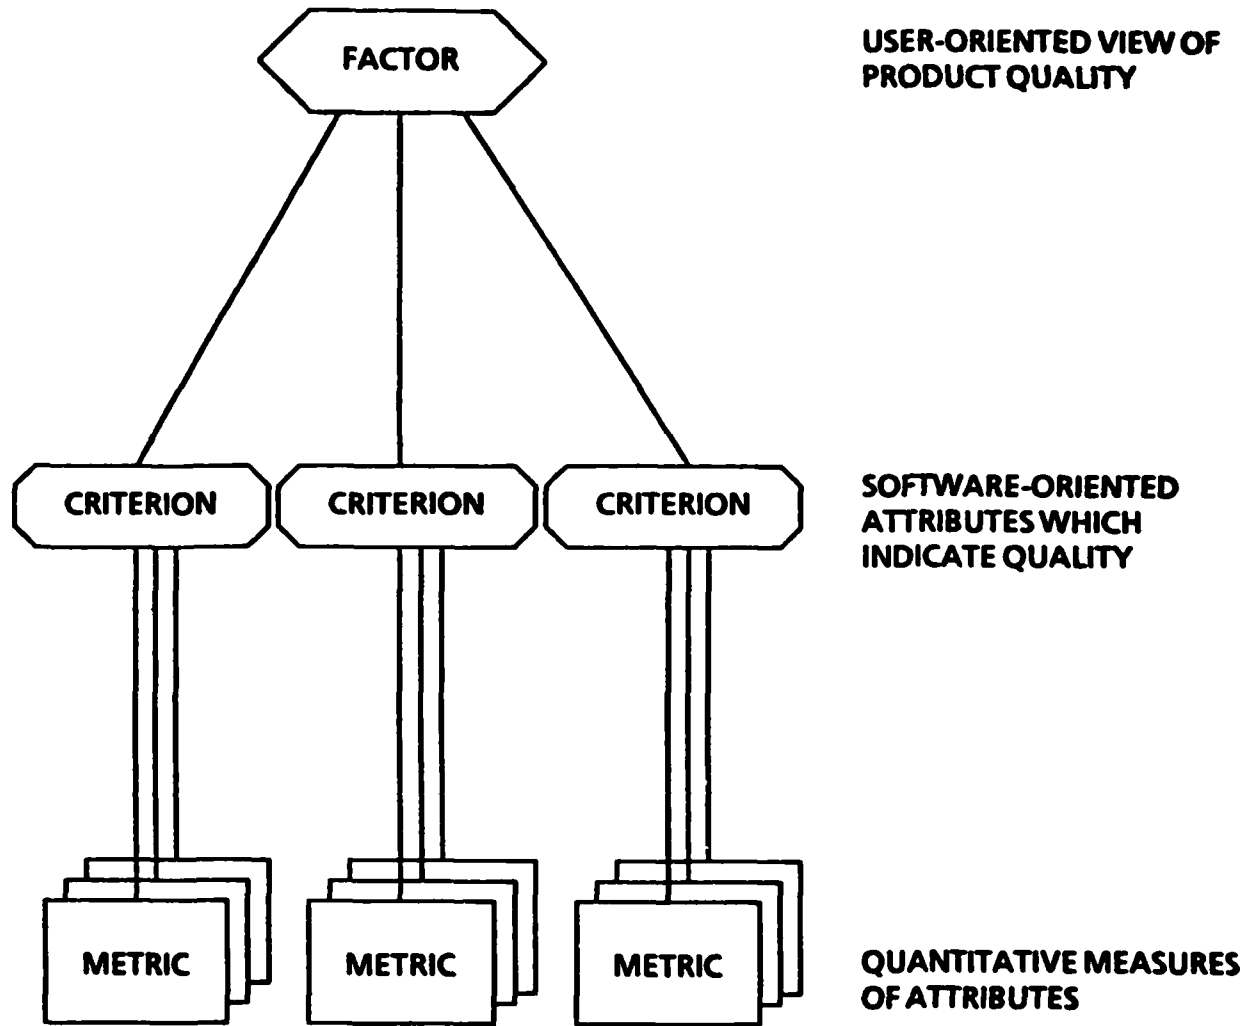 FACTOR
USER-ORIENTED VIEW OF
PRODUCT QUALITY
CRITERION
CRITERION
CRITERION
SOFTWARE-ORIENTED
ATTRIBUTES WHICH
INDICATE QUALITY
METRIC
METRIC
METRIC
QUANTITATIVE MEASURES
OF ATTRIBUTES